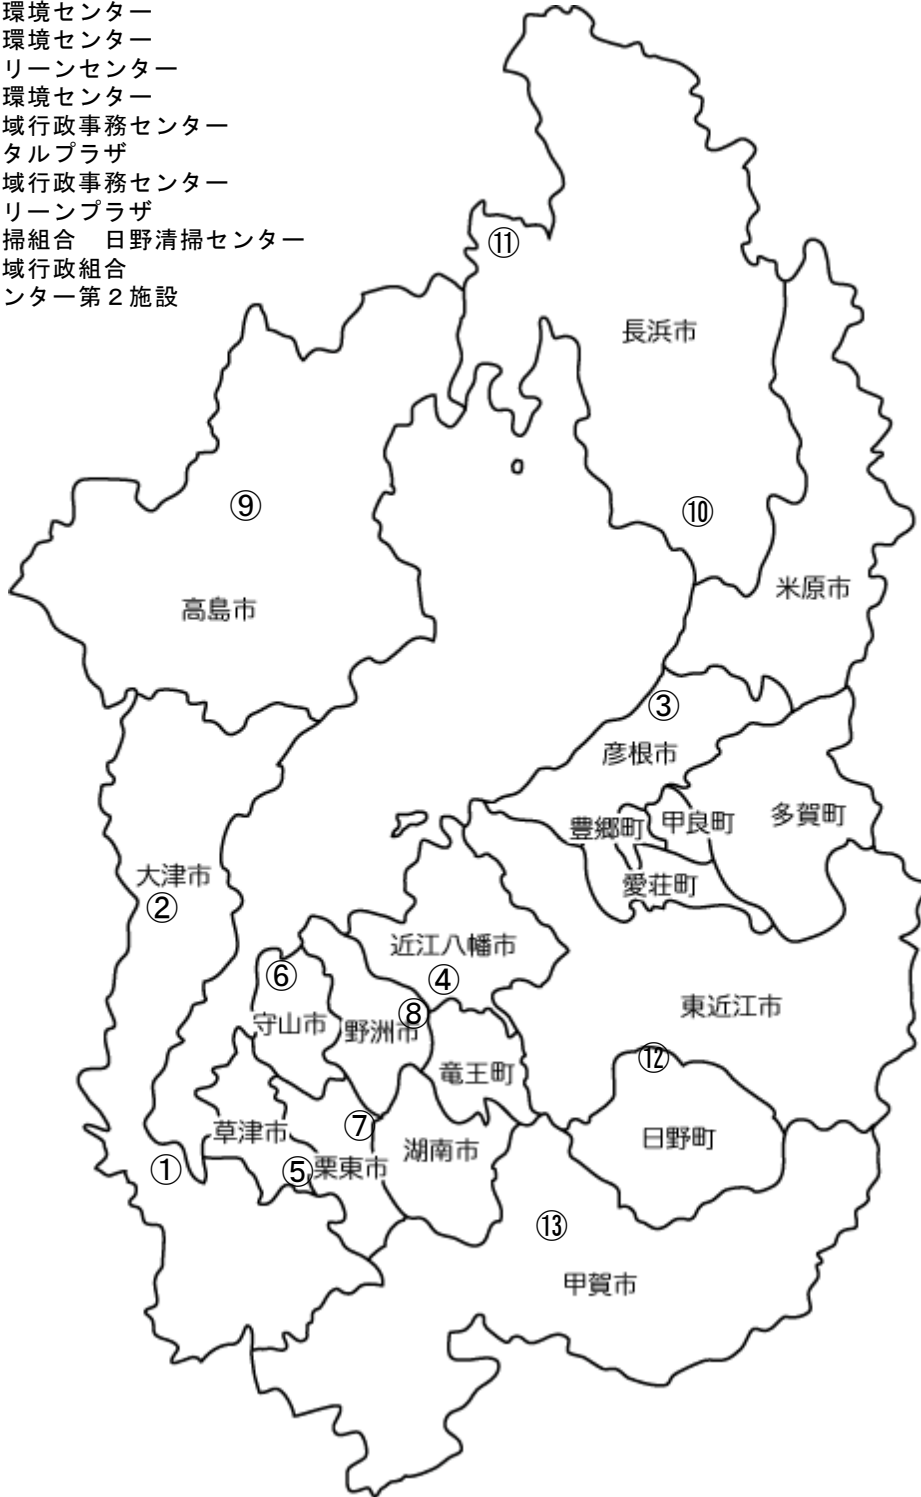 環境センター
環境センター
リーンセンター
環境センター
域行政事務センター
タルプラザ
域行政事務センター
リーンプラザ
掃組合　日野清掃センター
域行政組合
ンター第２施設
⑪
長浜市
⑨
⑩
米原市
高島市
③
彦根市
豊郷町
甲良町
多賀町
大津市
愛荘町
②
近江八幡市
⑥
④
東近江市
守山市
野洲市
⑧
竜王町
⑫
草津市
⑦
湖南市
日野町
①
⑤
栗東市
⑬
甲賀市